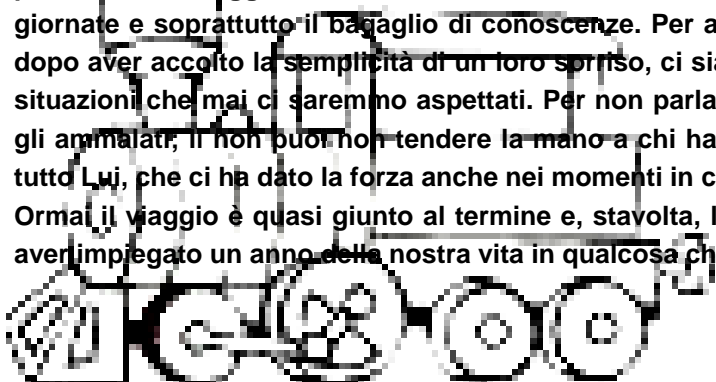 giornate e soprattutto il bagaglio di conoscenze. Per a
dopo aver accolto la semplicità di un loro sorriso, ci sia
situazioni che mai ci saremmo aspettati. Per non parla
gli ammalati; il non buoi non tendere la mano a chi ha
tutto Lui, che ci ha dato la forza anche nei momenti in c
Ormai il viaggio è quasi giunto al termine e, stavolta, l
aver impiegato un anno della nostra vita in qualcosa ch